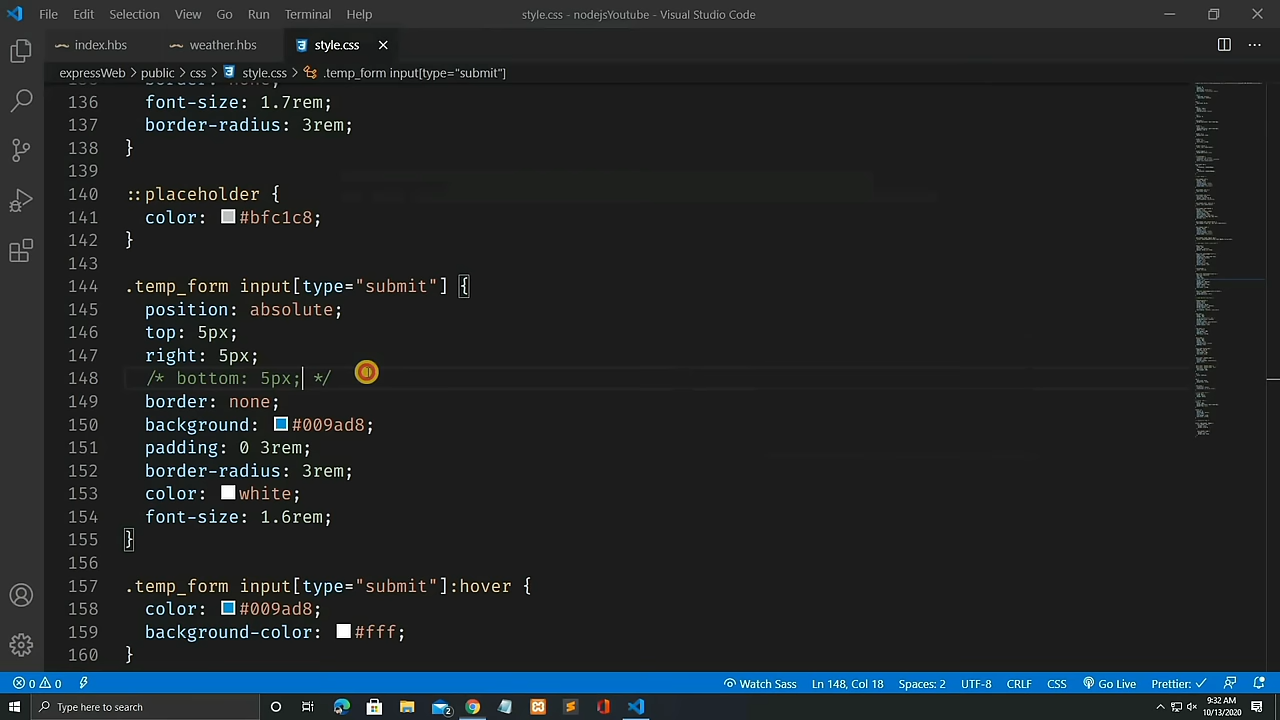 File Edit Selection View Go Run Terminal Help style.css - nodejsYoutube - Visual Studio Code
index.hbs weather.hbs style.css
expressWeb > public > css > style.css > .temp_form input[type="submit"]
136 font-size: 1.7rem;
137 border-radius: 3rem;
138 }
139
140 ::placeholder {
141 color: #bfc1c8;
142 }
143
144 .temp_form input[type="submit"] {
145 position: absolute;
146 top: 5px;
147 right: 5px;
148 /* bottom: 5px; */
149 border: none;
150 background: #009ad8;
151 padding: 0 3rem;
152 border-radius: 3rem;
153 color: white;
154 font-size: 1.6rem;
155 }
156
157 .temp_form input[type="submit"]:hover {
158 color: #009ad8;
159 background-color: #fff;
160 }
0 0 Watch Sass Ln 148, Col 18 Spaces: 2 UTF-8 CRLF CSS Go Live Prettier: ✓
Type here to search 2 9:32 AM
10/13/2020